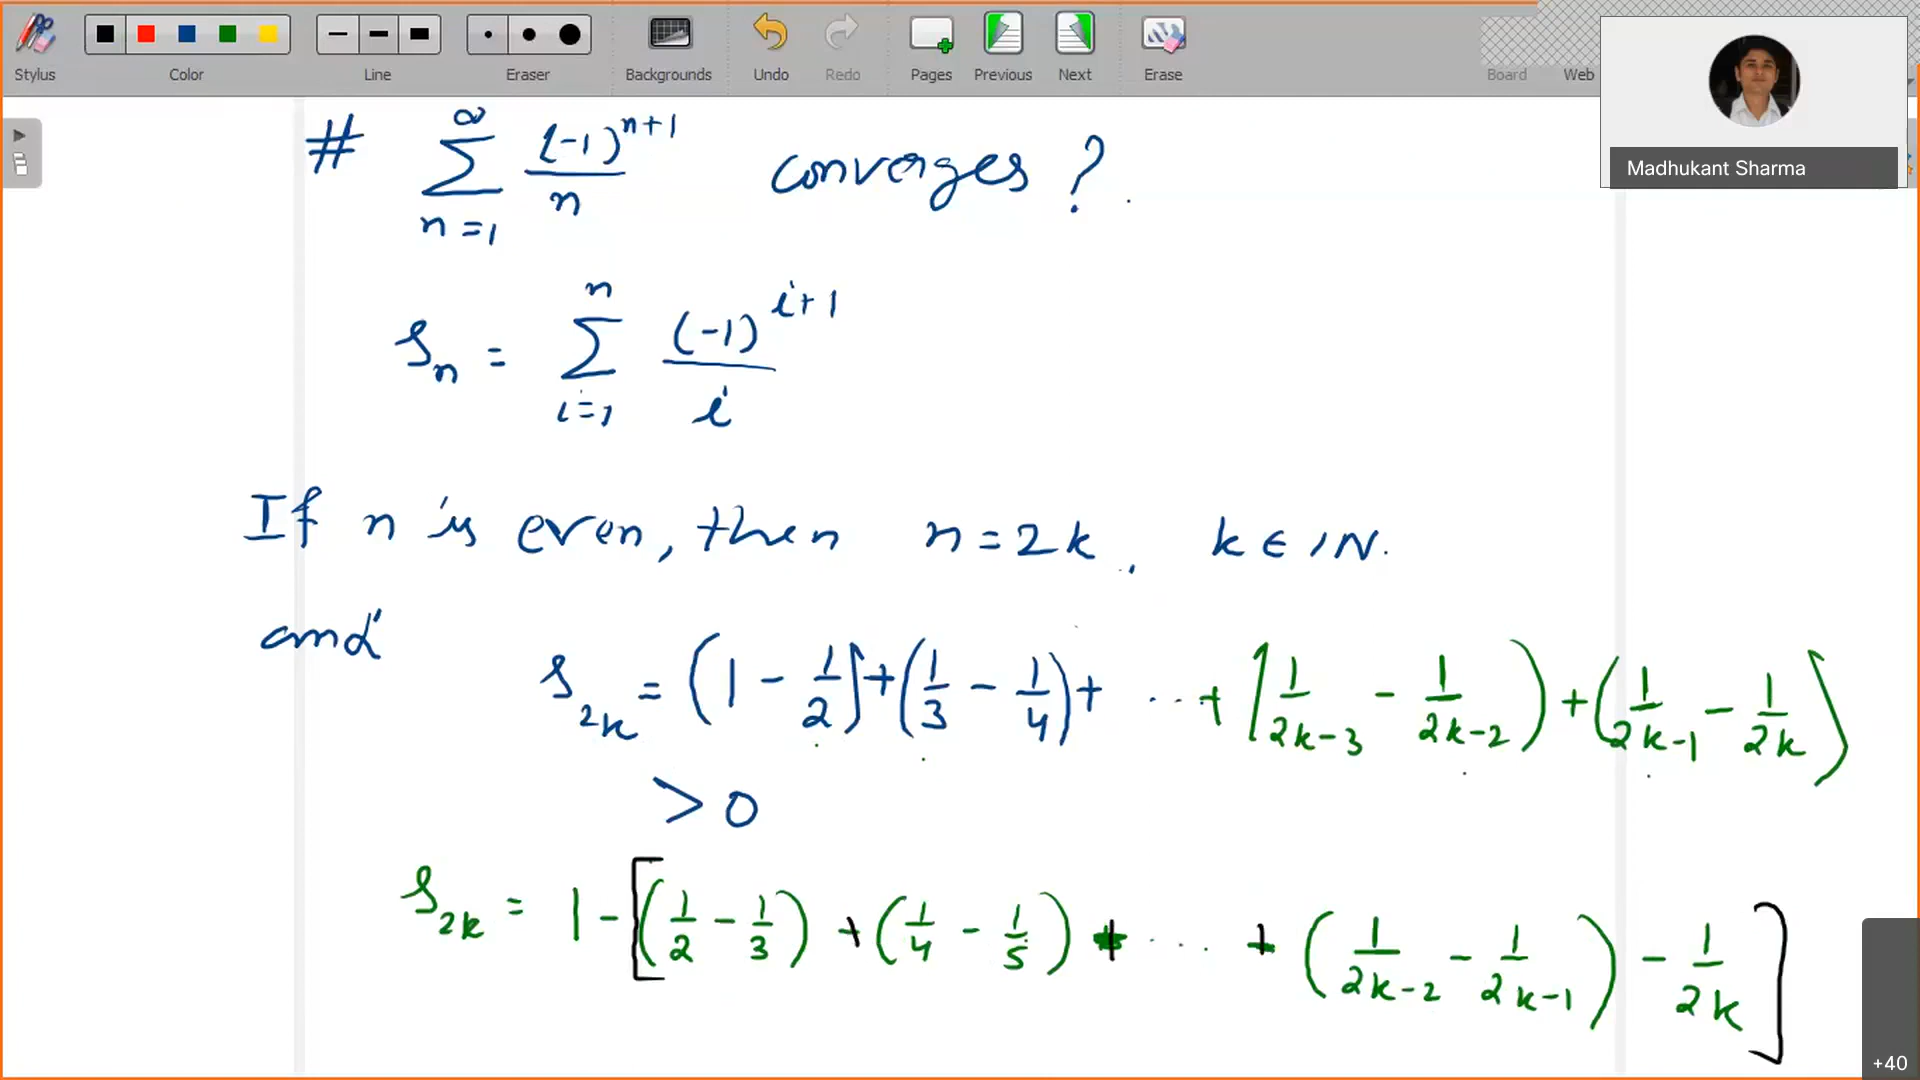 Stylus Color Line Eraser Backgrounds Undo Redo Pages Previous Next Erase Board Web
Madhukant Sharma
# ∑_{n=1}^{∞} (-1)^{n+1}/n converges ?
S_n = ∑_{i=1}^{n} (-1)^{i+1}/i
If n is even, then n = 2k, k ∈ ℕ.
and
S_{2k} = (1 - 1/2) + (1/3 - 1/4) + ... + (1/(2k-3) - 1/(2k-2)) + (1/(2k-1) - 1/2k)
> 0
S_{2k} = 1 - [(1/2 - 1/3) + (1/4 - 1/5) + ... + (1/(2k-2) - 1/(2k-1)) - 1/2k]
+40